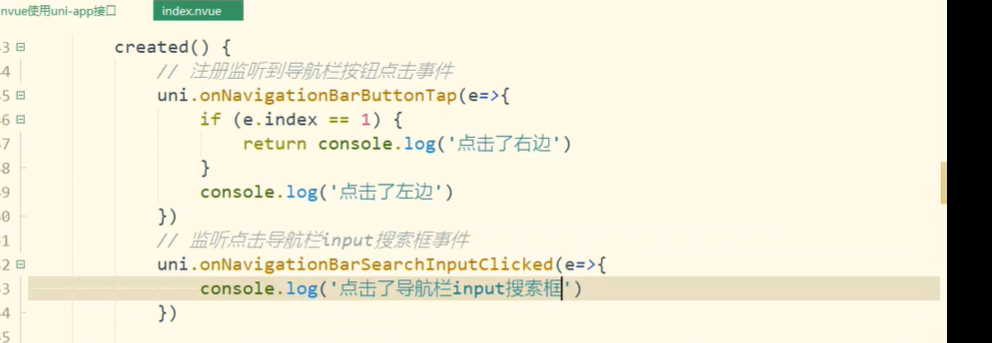 nvue使用uni-app接口 index.nvue
3 created() {
4 // 注册监听到导航栏按钮点击事件
5 uni.onNavigationBarButtonTap(e=>{
6 if (e.index == 1) {
7 return console.log('点击了右边')
8 }
9 console.log('点击了左边')
0 })
1 // 监听点击导航栏input搜索框事件
2 uni.onNavigationBarSearchInputClicked(e=>{
3 console.log('点击了导航栏input搜索框')
4 })
5